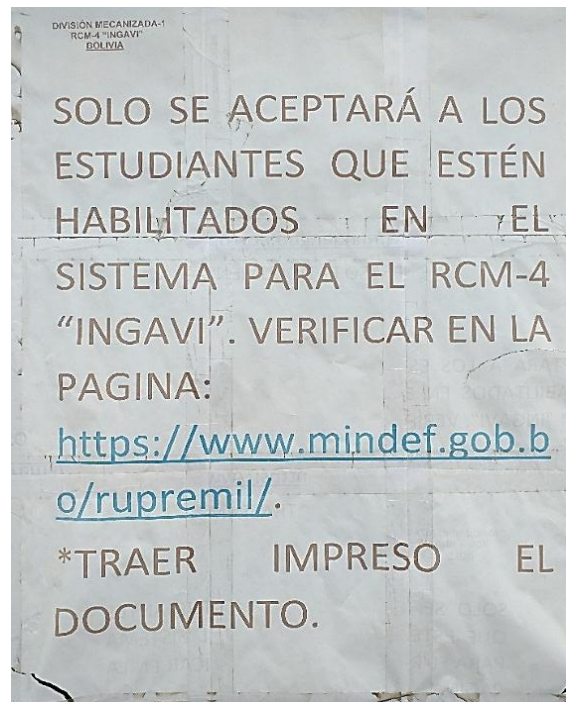 DIVISIÓN MECANIZADA-1
RCM-4 "INGAVI"
BOLIVIA
SOLO SE ACEPTARÁ A LOS
ESTUDIANTES QUE ESTÉN
HABILITADOS EN EL
SISTEMA PARA EL RCM-4
“INGAVI”. VERIFICAR EN LA
PAGINA:
https://www.mindef.gob.b
o/rupremil/.
*TRAER IMPRESO EL
DOCUMENTO.